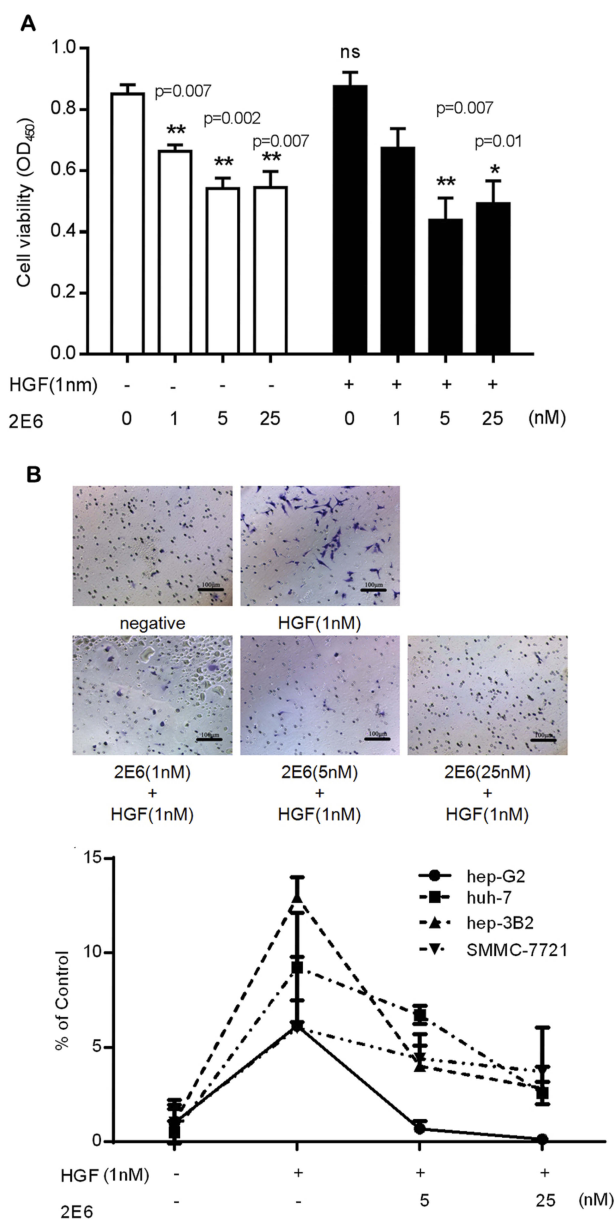 A
1.0
0.8
0.6
0.4
0.2
0.0
Cell viability (OD450)
p=0.007
**
p=0.002
**
p=0.007
**
ns
p=0.007
**
p=0.01
*
HGF(1nm) - - - - + + + +
2E6 0 1 5 25 0 1 5 25 (nM)
B
100μm 100μm
negative HGF(1nM)
100μm 100μm 100μm
2E6(1nM) 2E6(5nM) 2E6(25nM)
+ + +
HGF(1nM) HGF(1nM) HGF(1nM)
15
10
5
0
% of Control
hep-G2
huh-7
hep-3B2
SMMC-7721
HGF (1nM) - + + +
2E6 - - 5 25 (nM)